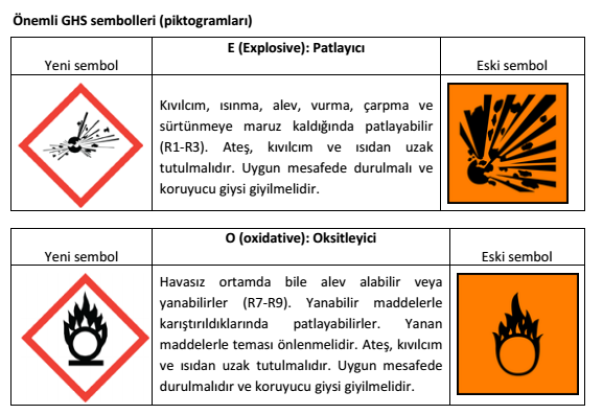 Önemli GHS sembolleri (piktogramları)
Yeni sembol
E (Explosive): Patlayıcı
Eski sembol
Kıvılcım, ısınma, alev, vurma, çarpma ve
sürtünmeye maruz kaldığında patlayabilir
(R1-R3). Ateş, kıvılcım ve ısıdan uzak
tutulmalıdır. Uygun mesafede durulmalı ve
koruyucu giysi giyilmelidir.
Yeni sembol
O (oxidative): Oksitleyici
Eski sembol
Havasız ortamda bile alev alabilir veya
yanabilirler (R7-R9). Yanabilir maddelerle
karıştırıldıklarında patlayabilirler. Yanan
maddelerle teması önlenmelidir. Ateş, kıvılcım
ve ısıdan uzak tutulmalıdır. Uygun mesafede
durulmalıdır ve koruyucu giysi giyilmelidir.